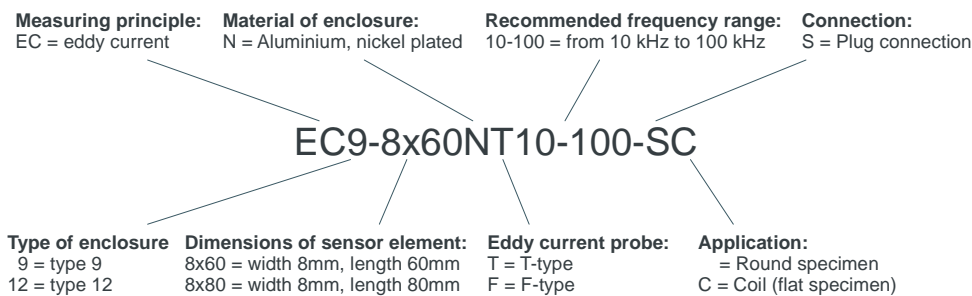 Measuring principle: Material of enclosure: Recommended frequency range: Connection:
EC = eddy current N = Aluminium, nickel plated 10-100 = from 10 kHz to 100 kHz S = Plug connection
EC9-8x60NT10-100-SC
Type of enclosure Dimensions of sensor element: Eddy current probe: Application:
9 = type 9 8x60 = width 8mm, length 60mm T = T-type = Round specimen
12 = type 12 8x80 = width 8mm, length 80mm F = F-type C = Coil (flat specimen)